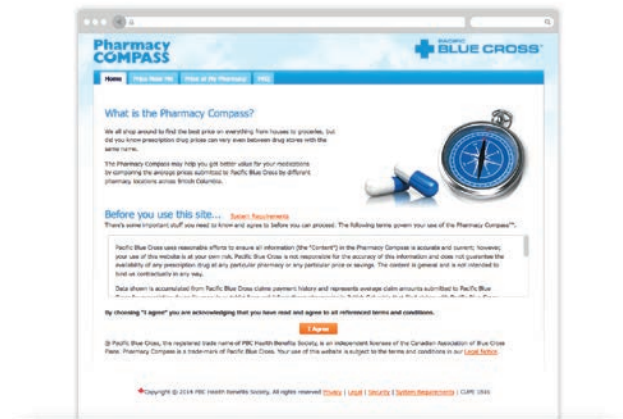 Pharmacy
COMPASS
PACIFIC
BLUE CROSS
Home Price Near Me Price at My Pharmacy FAQ
What is the Pharmacy Compass?
We all shop around to find the best price on everything from houses to groceries, but
did you know prescription drug prices can vary even between drug stores with the
same name.
The Pharmacy Compass may help you get better value for your medications
by comparing the average prices submitted to Pacific Blue Cross by different
pharmacy locations across British Columbia.
Before you use this site... System Requirements
There's some important stuff you need to know and agree to before you can proceed. The following terms govern your use of the Pharmacy Compass™.
Pacific Blue Cross uses reasonable efforts to ensure all information (the "Content") in the Pharmacy Compass is accurate and current; however,
your use of this website is at your own risk. Pacific Blue Cross is not responsible for the accuracy of this information and does not guarantee the
availability of any prescription drug at any particular pharmacy or any particular price or savings. The content is general and is not intended to
bind us contractually in any way.
Data shown is accumulated from Pacific Blue Cross claims payment history and represents average claim amounts submitted to Pacific Blue
By choosing "I agree" you are acknowledging that you have read and agree to all referenced terms and conditions.
I Agree
® Pacific Blue Cross, the registered trade name of PBC Health Benefits Society, is an independent licensee of the Canadian Association of Blue Cross
Plans. Pharmacy Compass is a trade-mark of Pacific Blue Cross. Your use of this website is subject to the terms and conditions in our Legal Notice.
Copyright © 2014 PBC Health Benefits Society. All rights reserved Privacy | Legal | Security | System Requirements | CUPE 1816